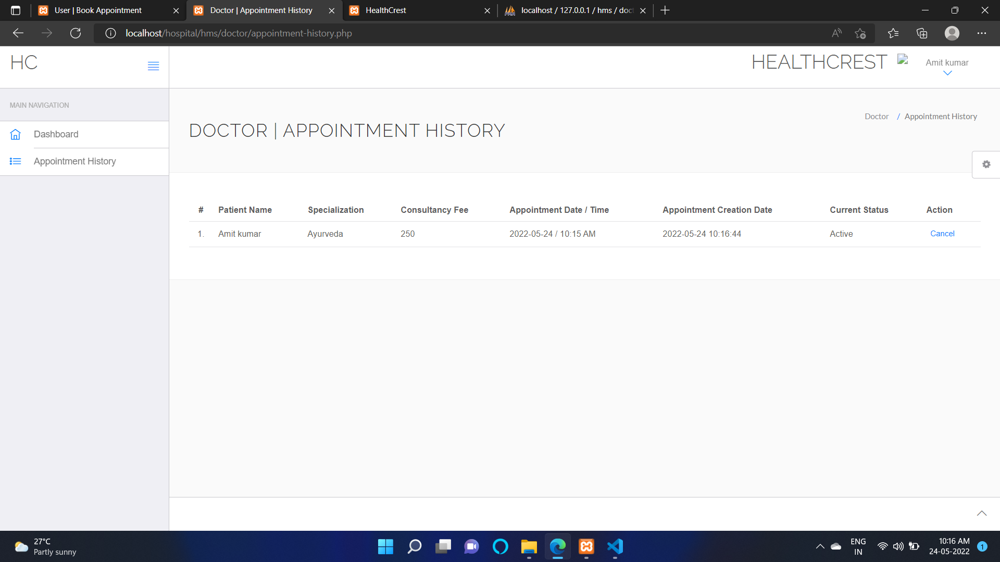 User | Book Appointment
Doctor | Appointment History
HealthCrest
localhost / 127.0.0.1 / hms / doct
localhost/hospital/hms/doctor/appointment-history.php
HC
HEALTHCREST
Amit kumar
MAIN NAVIGATION
Dashboard
Appointment History
DOCTOR | APPOINTMENT HISTORY
Doctor / Appointment History
# Patient Name Specialization Consultancy Fee Appointment Date / Time Appointment Creation Date Current Status Action
1. Amit kumar Ayurveda 250 2022-05-24 / 10:15 AM 2022-05-24 10:16:44 Active Cancel
27°C
Partly sunny
ENG
IN
10:16 AM
24-05-2022
1